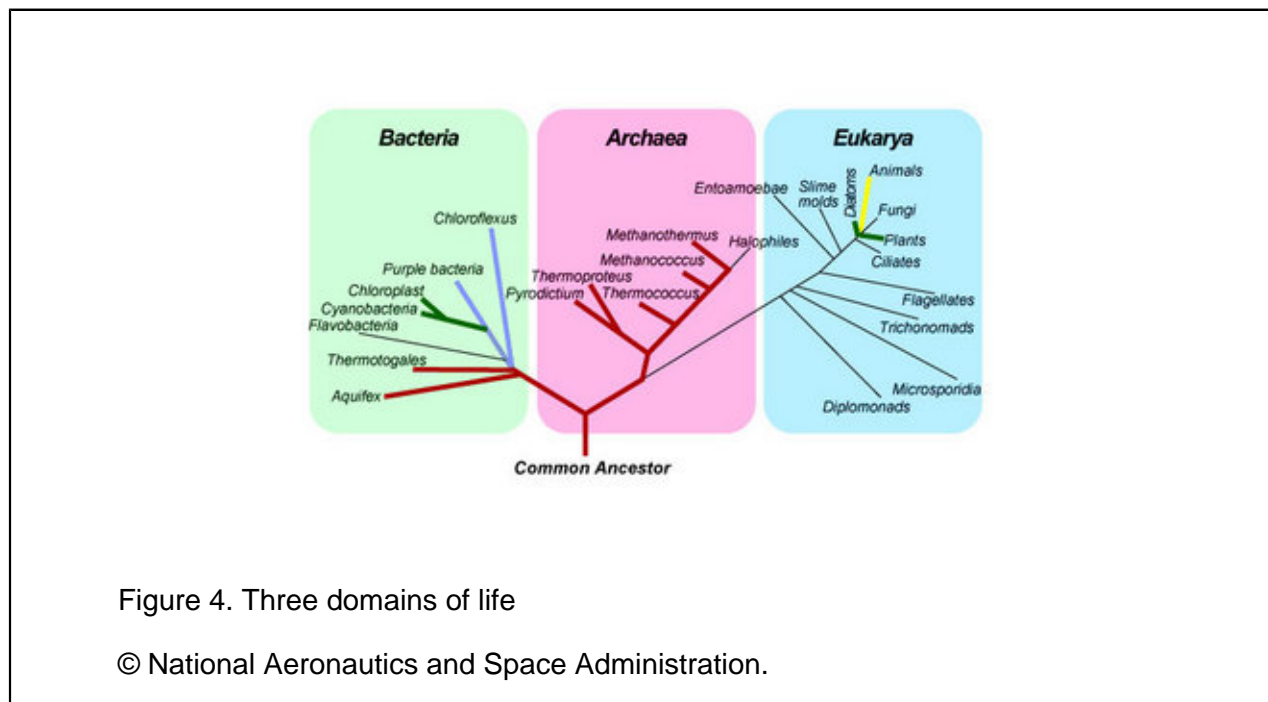 Bacteria
Archaea
Eukarya
Chloroflexus
Purple bacteria
Chloroplast
Cyanobacteria
Flavobacteria
Thermotogales
Aquifex
Methanothermus
Halophiles
Methanococcus
Thermoproteus
Pyrodictium
Thermococcus
Entoamoebae
Slime
molds
Diatoms
Animals
Fungi
Plants
Ciliates
Flagellates
Trichonomads
Microsporidia
Diplomonads
Common Ancestor
Figure 4. Three domains of life
© National Aeronautics and Space Administration.